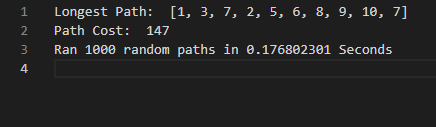 1 Longest Path:  [1, 3, 7, 2, 5, 6, 8, 9, 10, 7]
2 Path Cost:  147
3 Ran 1000 random paths in 0.176802301 Seconds
4